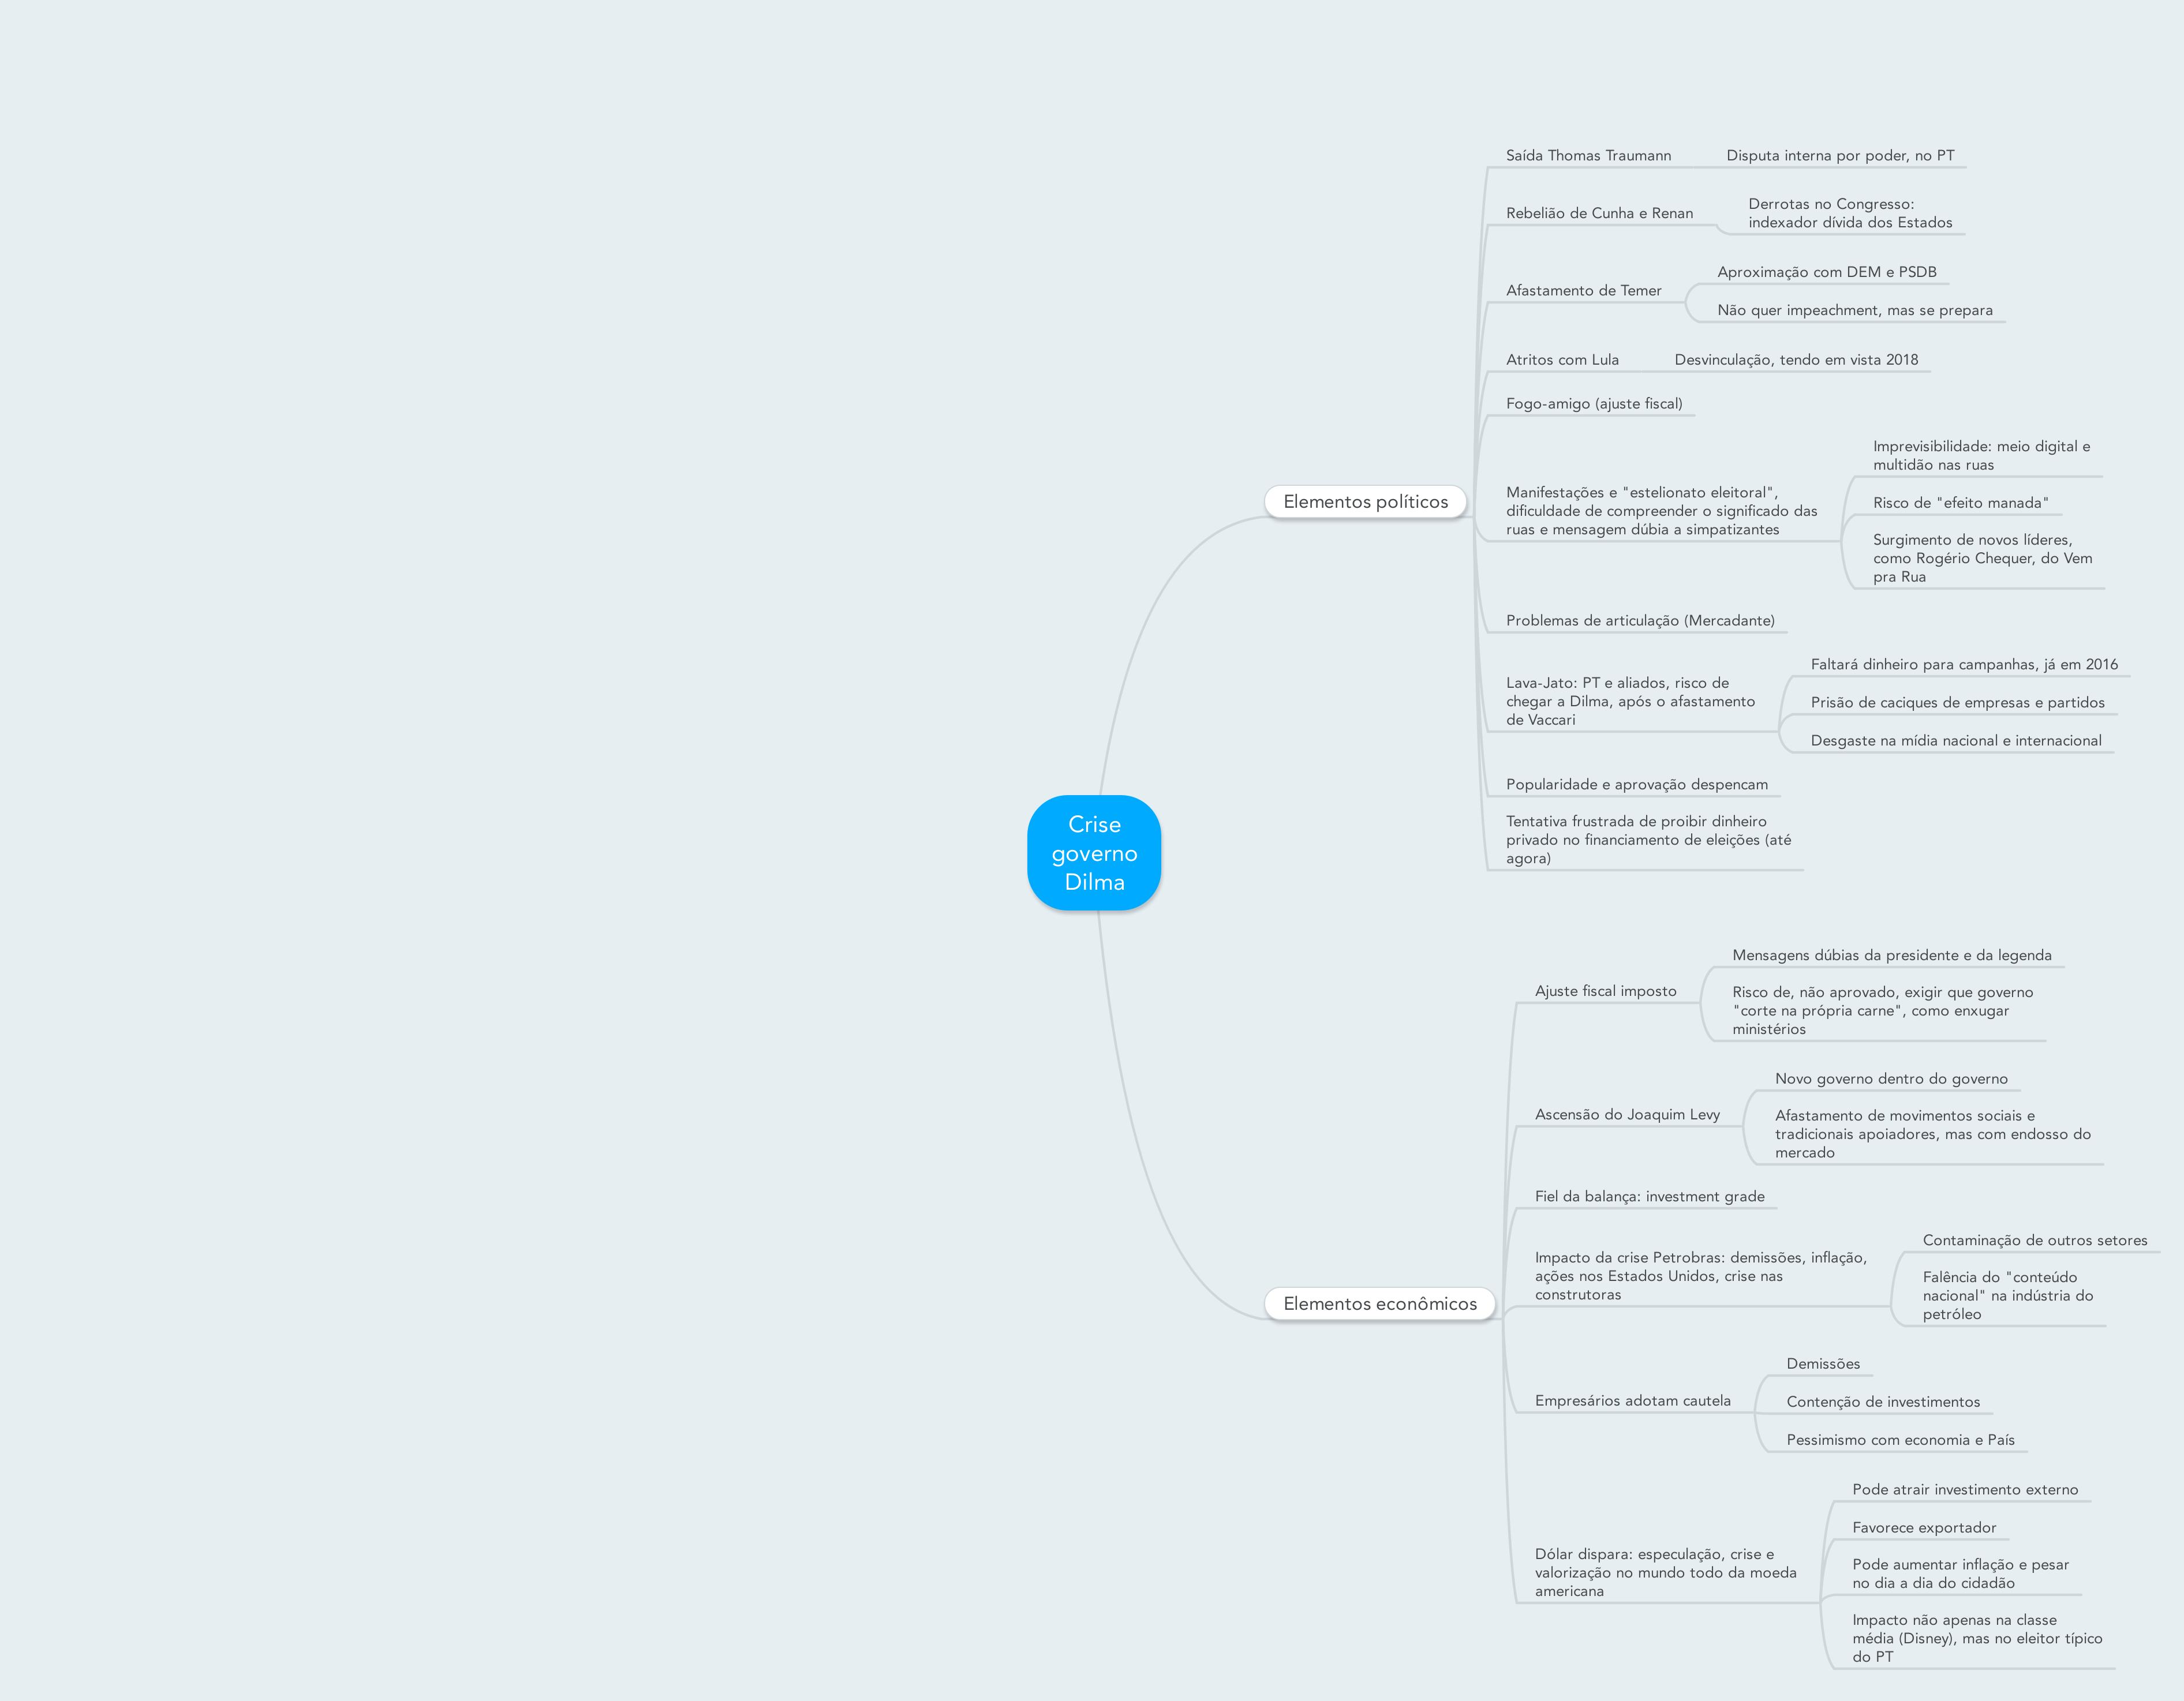 Crise
governo
Dilma
Elementos políticos
Saída Thomas Traumann
Disputa interna por poder, no PT
Rebelião de Cunha e Renan
Derrotas no Congresso:
indexador dívida dos Estados
Afastamento de Temer
Aproximação com DEM e PSDB
Não quer impeachment, mas se prepara
Atritos com Lula
Desvinculação, tendo em vista 2018
Fogo-amigo (ajuste fiscal)
Manifestações e "estelionato eleitoral",
dificuldade de compreender o significado das
ruas e mensagem dúbia a simpatizantes
Imprevisibilidade: meio digital e
multidão nas ruas
Risco de "efeito manada"
Surgimento de novos líderes,
como Rogério Chequer, do Vem
pra Rua
Problemas de articulação (Mercadante)
Lava-Jato: PT e aliados, risco de
chegar a Dilma, após o afastamento
de Vaccari
Faltará dinheiro para campanhas, já em 2016
Prisão de caciques de empresas e partidos
Desgaste na mídia nacional e internacional
Popularidade e aprovação despencam
Tentativa frustrada de proibir dinheiro
privado no financiamento de eleições (até
agora)
Elementos econômicos
Ajuste fiscal imposto
Mensagens dúbias da presidente e da legenda
Risco de, não aprovado, exigir que governo
"corte na própria carne", como enxugar
ministérios
Ascensão do Joaquim Levy
Novo governo dentro do governo
Afastamento de movimentos sociais e
tradicionais apoiadores, mas com endosso do
mercado
Fiel da balança: investment grade
Impacto da crise Petrobras: demissões, inflação,
ações nos Estados Unidos, crise nas
construtoras
Contaminação de outros setores
Falência do "conteúdo
nacional" na indústria do
petróleo
Empresários adotam cautela
Demissões
Contenção de investimentos
Pessimismo com economia e País
Dólar dispara: especulação, crise e
valorização no mundo todo da moeda
americana
Pode atrair investimento externo
Favorece exportador
Pode aumentar inflação e pesar
no dia a dia do cidadão
Impacto não apenas na classe
média (Disney), mas no eleitor típico
do PT